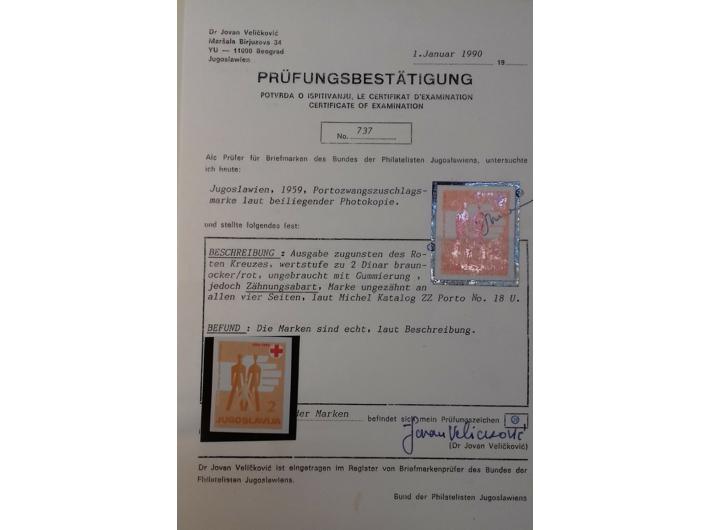 Dr Jovan Veličković
Maršala Birjuzova 34
YU — 11000 Beograd
Jugoslawien
1.Januar 1990
19
PRÜFUNGSBESTÄTIGUNG
POTVRDA O ISPITIVANJU, LE CERTIFIKAT D'EXAMINATION
CERTIFICATE OF EXAMINATION
No. 737
Als Prüfer für Briefmarken des Bundes der Philatelisten Jugoslawiens, untersuchte
ich heute:
Jugoslawien, 1959, Portozwangszuschlags-
marke laut beiliegender Photokopie.
und stellte folgendes fest:
BESCHREIBUNG : Ausgabe zugunsten des Ro-
ten Kreuzes, wertstufe zu 2 Dinar braun-
ocker/rot, ungebraucht mit Gummierung ,
jedoch Zähnungsabart, Marke ungezähnt an
allen vier Seiten, laut Michel Katalog ZZ Porto No. 18 U.
BEFUND : Die Marken sind echt, laut Beschreibung.
2
JUGOSLAVIJA
der Marken befindet sich mein Prüfungszeichen
Jovan Veličković
(Dr Jovan Veličković)
Dr Jovan Veličković ist eingetragen im Register von Briefmarkenprüfer des Bundes der
Philatelisten Jugoslawiens.
Bund der Philatelisten Jugoslawiens